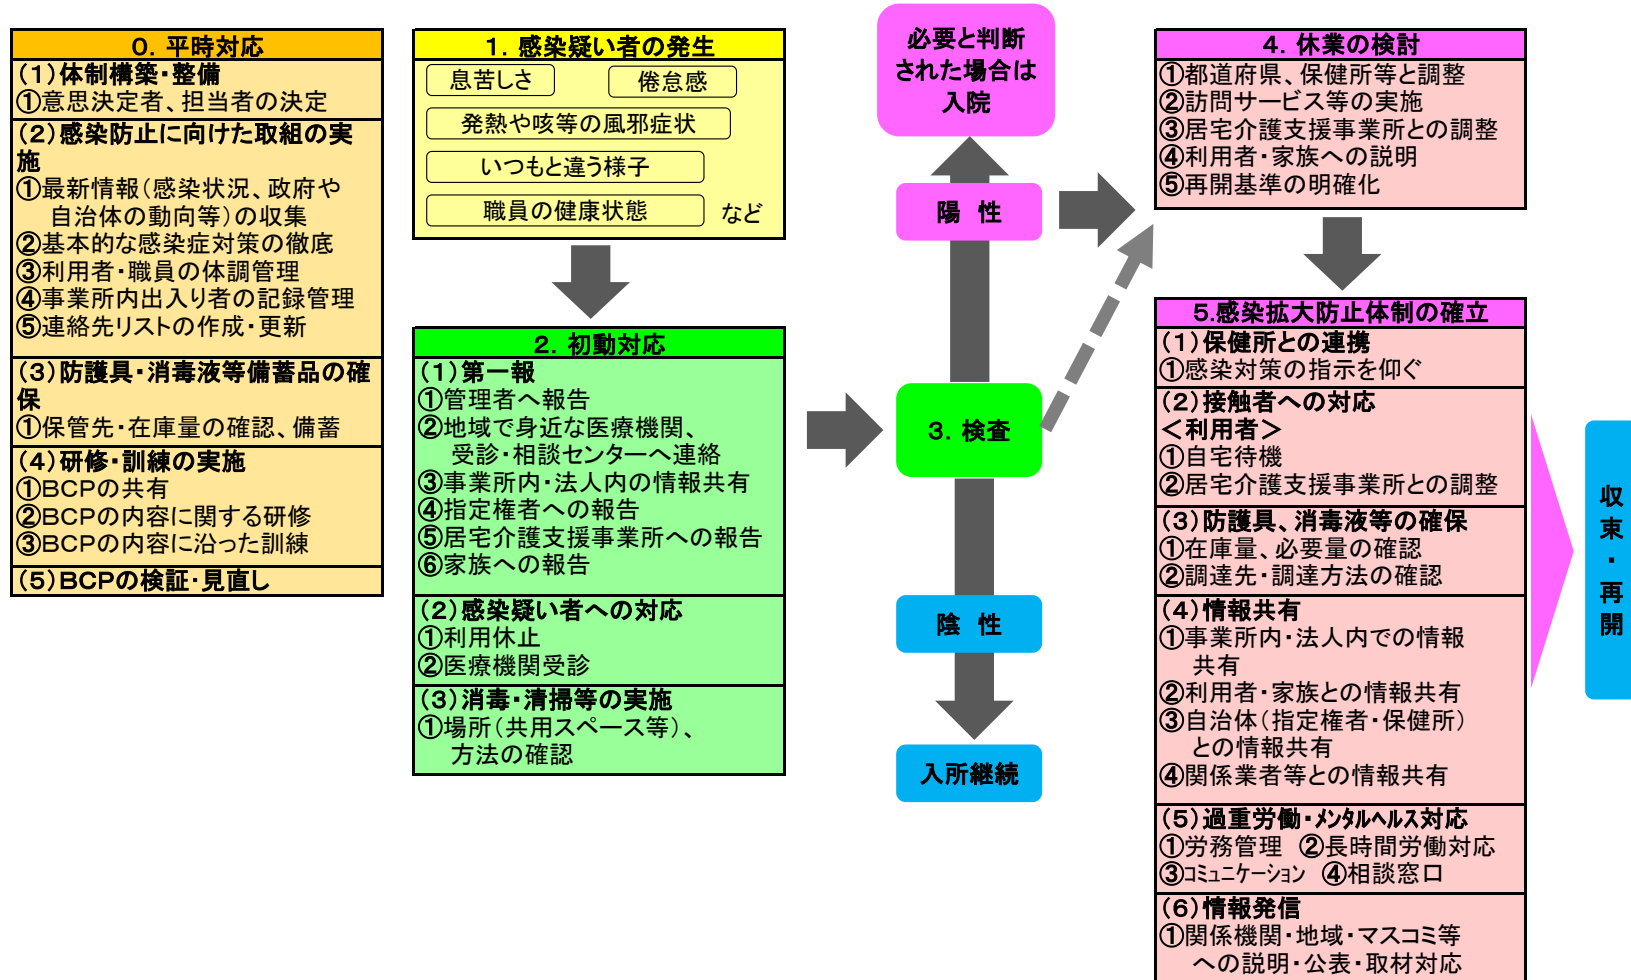 0．平時対応
（1）体制構築・整備
①意思決定者、担当者の決定
（2）感染防止に向けた取組の実
施
①最新情報（感染状況、政府や
自治体の動向等）の収集
②基本的な感染症対策の徹底
③利用者・職員の体調管理
④事業所内出入り者の記録管理
⑤連絡先リストの作成・更新
（3）防護具・消毒液等備蓄品の確
保
①保管先・在庫量の確認、備蓄
（4）研修・訓練の実施
①BCPの共有
②BCPの内容に関する研修
③BCPの内容に沿った訓練
（5）BCPの検証・見直し
1．感染疑い者の発生
息苦しさ
倦怠感
発熱や咳等の風邪症状
いつもと違う様子
職員の健康状態
など
2．初動対応
（1）第一報
①管理者へ報告
②地域で身近な医療機関、
受診・相談センターへ連絡
③事業所内・法人内の情報共有
④指定権者への報告
⑤居宅介護支援事業所への報告
⑥家族への報告
（2）感染疑い者への対応
①利用休止
②医療機関受診
（3）消毒・清掃等の実施
①場所（共用スペース等）、
方法の確認
必要と判断
された場合は
入院
陽 性
3．検査
陰 性
入所継続
4．休業の検討
①都道府県、保健所等と調整
②訪問サービス等の実施
③居宅介護支援事業所との調整
④利用者・家族への説明
⑤再開基準の明確化
5.感染拡大防止体制の確立
（1）保健所との連携
①感染対策の指示を仰ぐ
（2）接触者への対応
＜利用者＞
①自宅待機
②居宅介護支援事業所との調整
（3）防護具、消毒液等の確保
①在庫量、必要量の確認
②調達先・調達方法の確認
（4）情報共有
①事業所内・法人内での情報
共有
②利用者・家族との情報共有
③自治体（指定権者・保健所）
との情報共有
④関係業者等との情報共有
（5）過重労働・ﾒﾝﾀﾙﾍﾙｽ対応
①労務管理 ②長時間労働対応
③ｺﾐｭﾆｹｰｼｮﾝ ④相談窓口
（6）情報発信
①関係機関・地域・マスコミ等
への説明・公表・取材対応
収束・再開